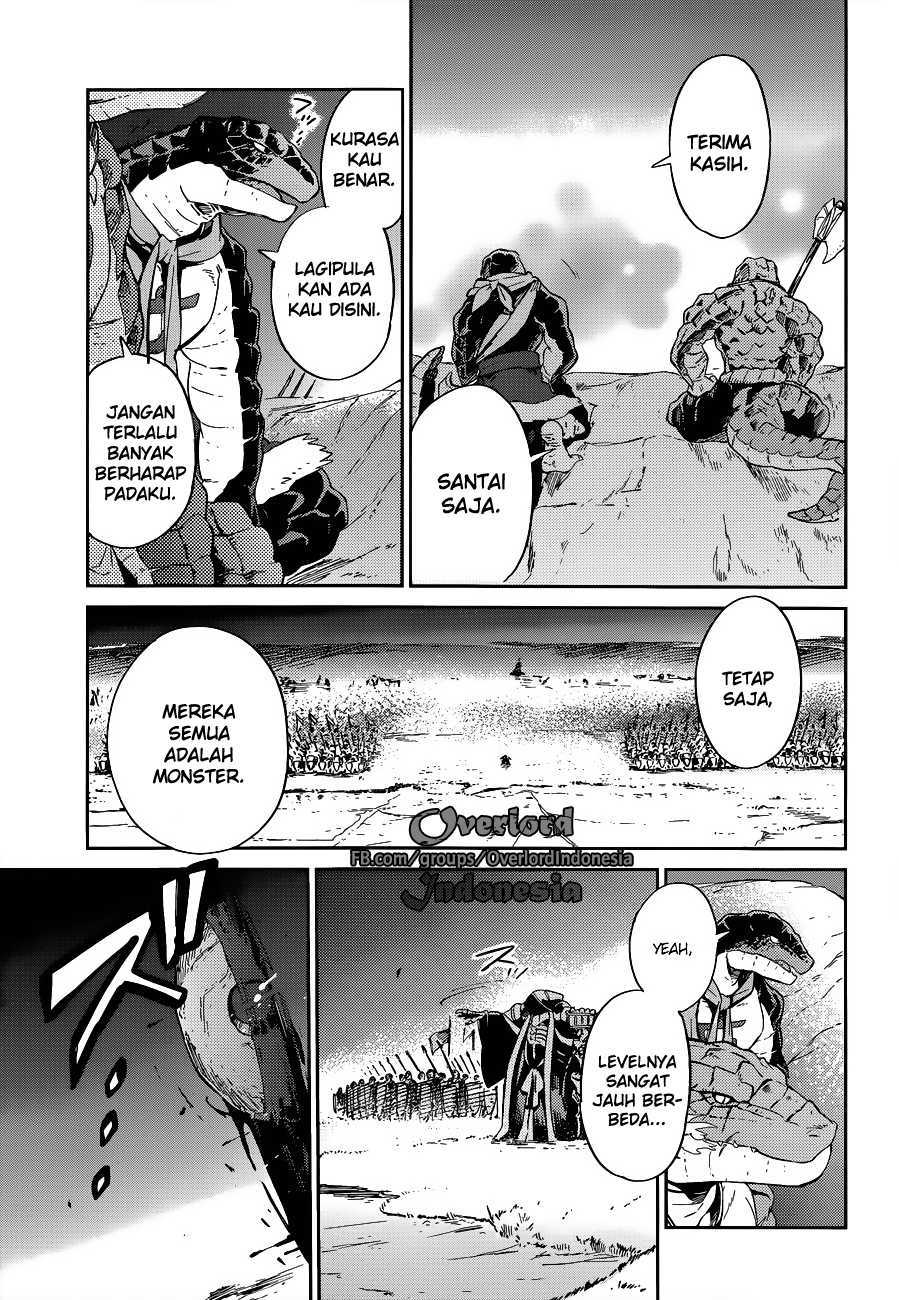 TERIMA
KASIH.
SANTAI
SAJA.
KURASA
KAU
BENAR.
LAGIPULA
KAN ADA
KAU DISINI.
JANGAN
TERLALU
BANYAK
BERHARAP
PADAKU.
TETAP
SAJA,
MEREKA
SEMUA
ADALAH
MONSTER.
Overlord
FB.com/groups/OverlordIndonesia
Indonesia
YEAH,
LEVELNYA
SANGAT
JAUH BER-
BEDA...
ズ...